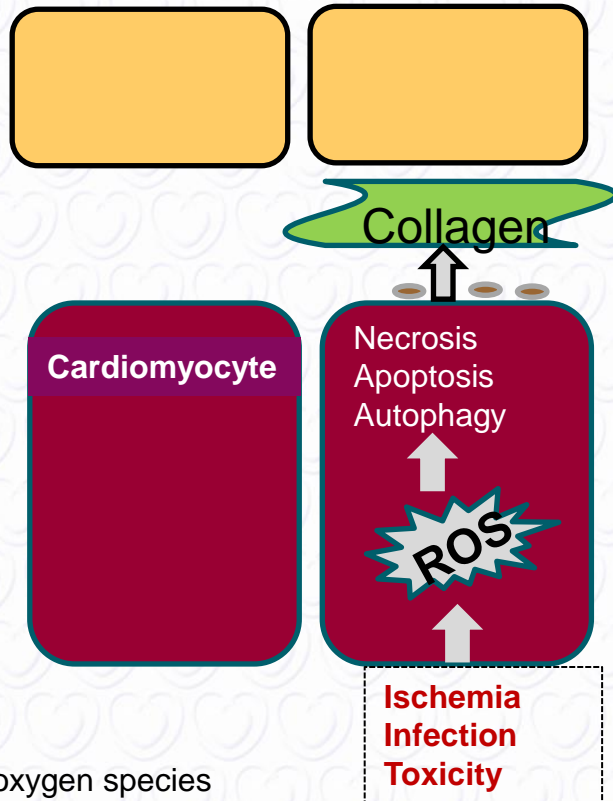 Collagen
Cardiomyocyte
Necrosis
Apoptosis
Autophagy
ROS
Ischemia
Infection
Toxicity
oxygen species